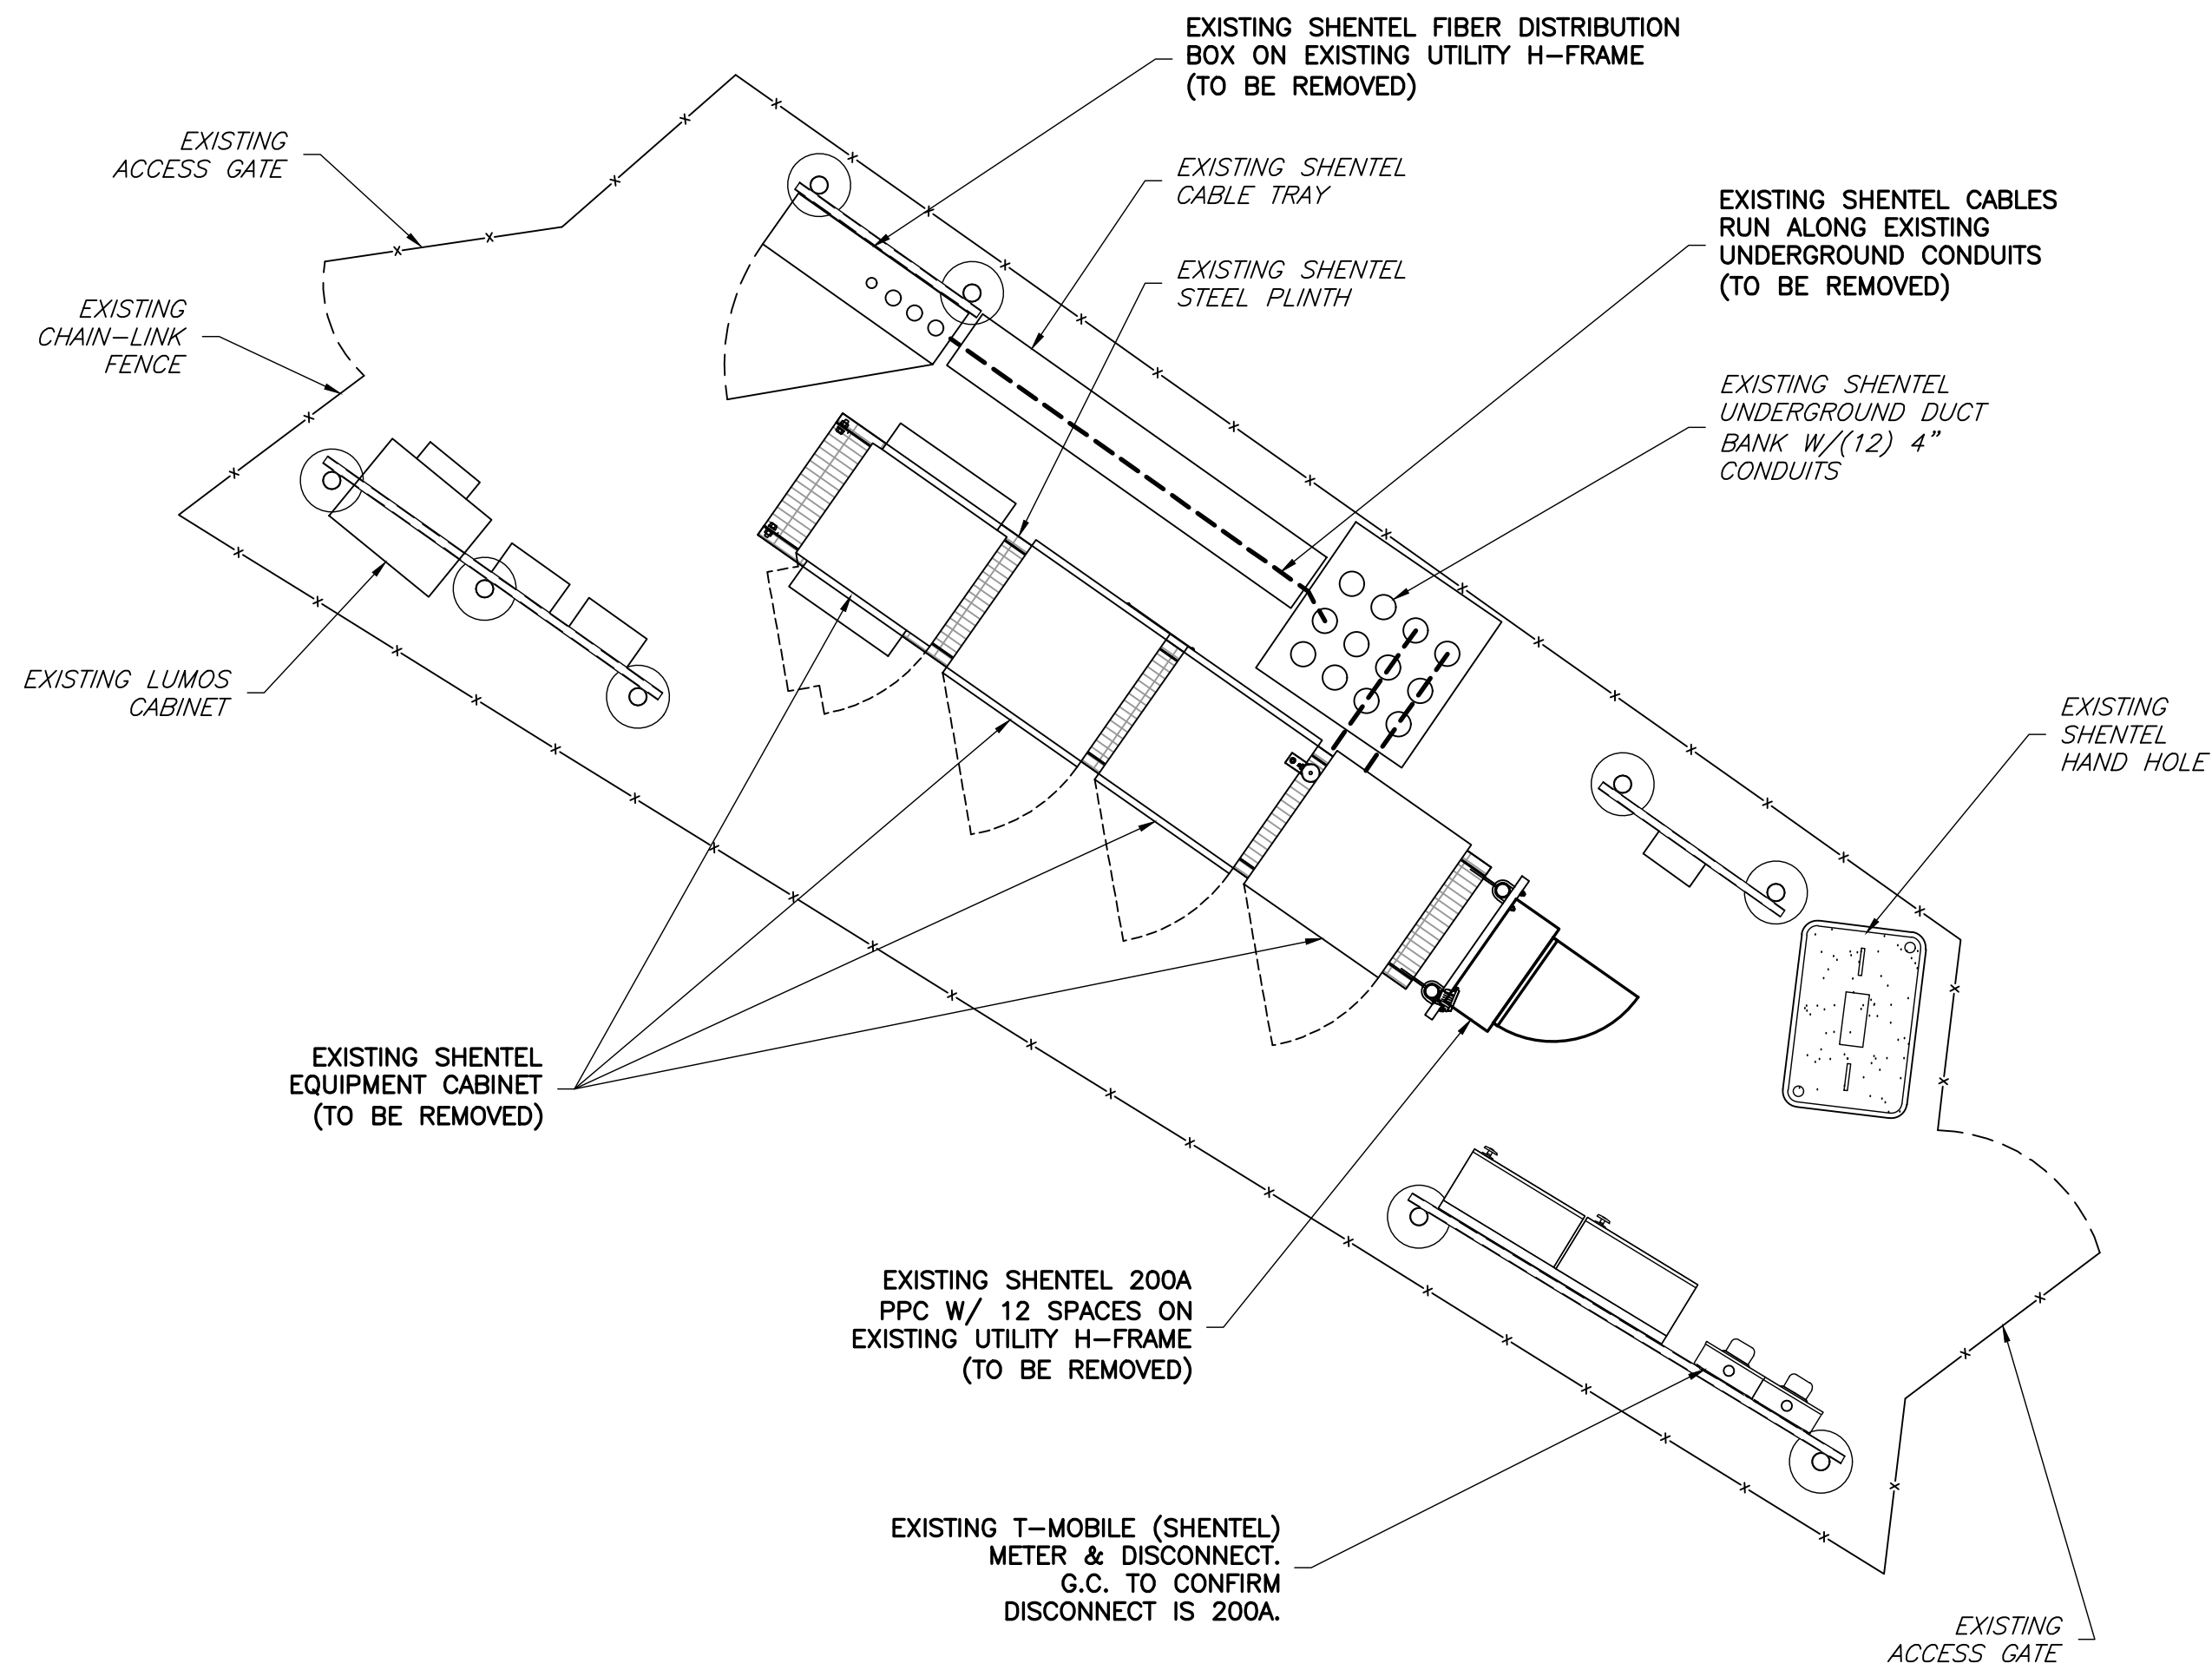 EXISTING SHENTEL FIBER DISTRIBUTION
BOX ON EXISTING UTILITY H-FRAME
(TO BE REMOVED)
EXISTING
ACCESS GATE
EXISTING SHENTEL
CABLE TRAY
EXISTING SHENTEL CABLES
RUN ALONG EXISTING
UNDERGROUND CONDUITS
(TO BE REMOVED)
EXISTING SHENTEL
STEEL PLINTH
EXISTING
CHAIN-LINK
FENCE
EXISTING SHENTEL
UNDERGROUND DUCT
BANK W/(12) 4"
CONDUITS
EXISTING LUMOS
CABINET
EXISTING
SHENTEL
HAND HOLE
EXISTING SHENTEL
EQUIPMENT CABINET
(TO BE REMOVED)
EXISTING SHENTEL 200A
PPC W/ 12 SPACES ON
EXISTING UTILITY H-FRAME
(TO BE REMOVED)
EXISTING T-MOBILE (SHENTEL)
METER & DISCONNECT.
G.C. TO CONFIRM
DISCONNECT IS 200A.
EXISTING
ACCESS GATE